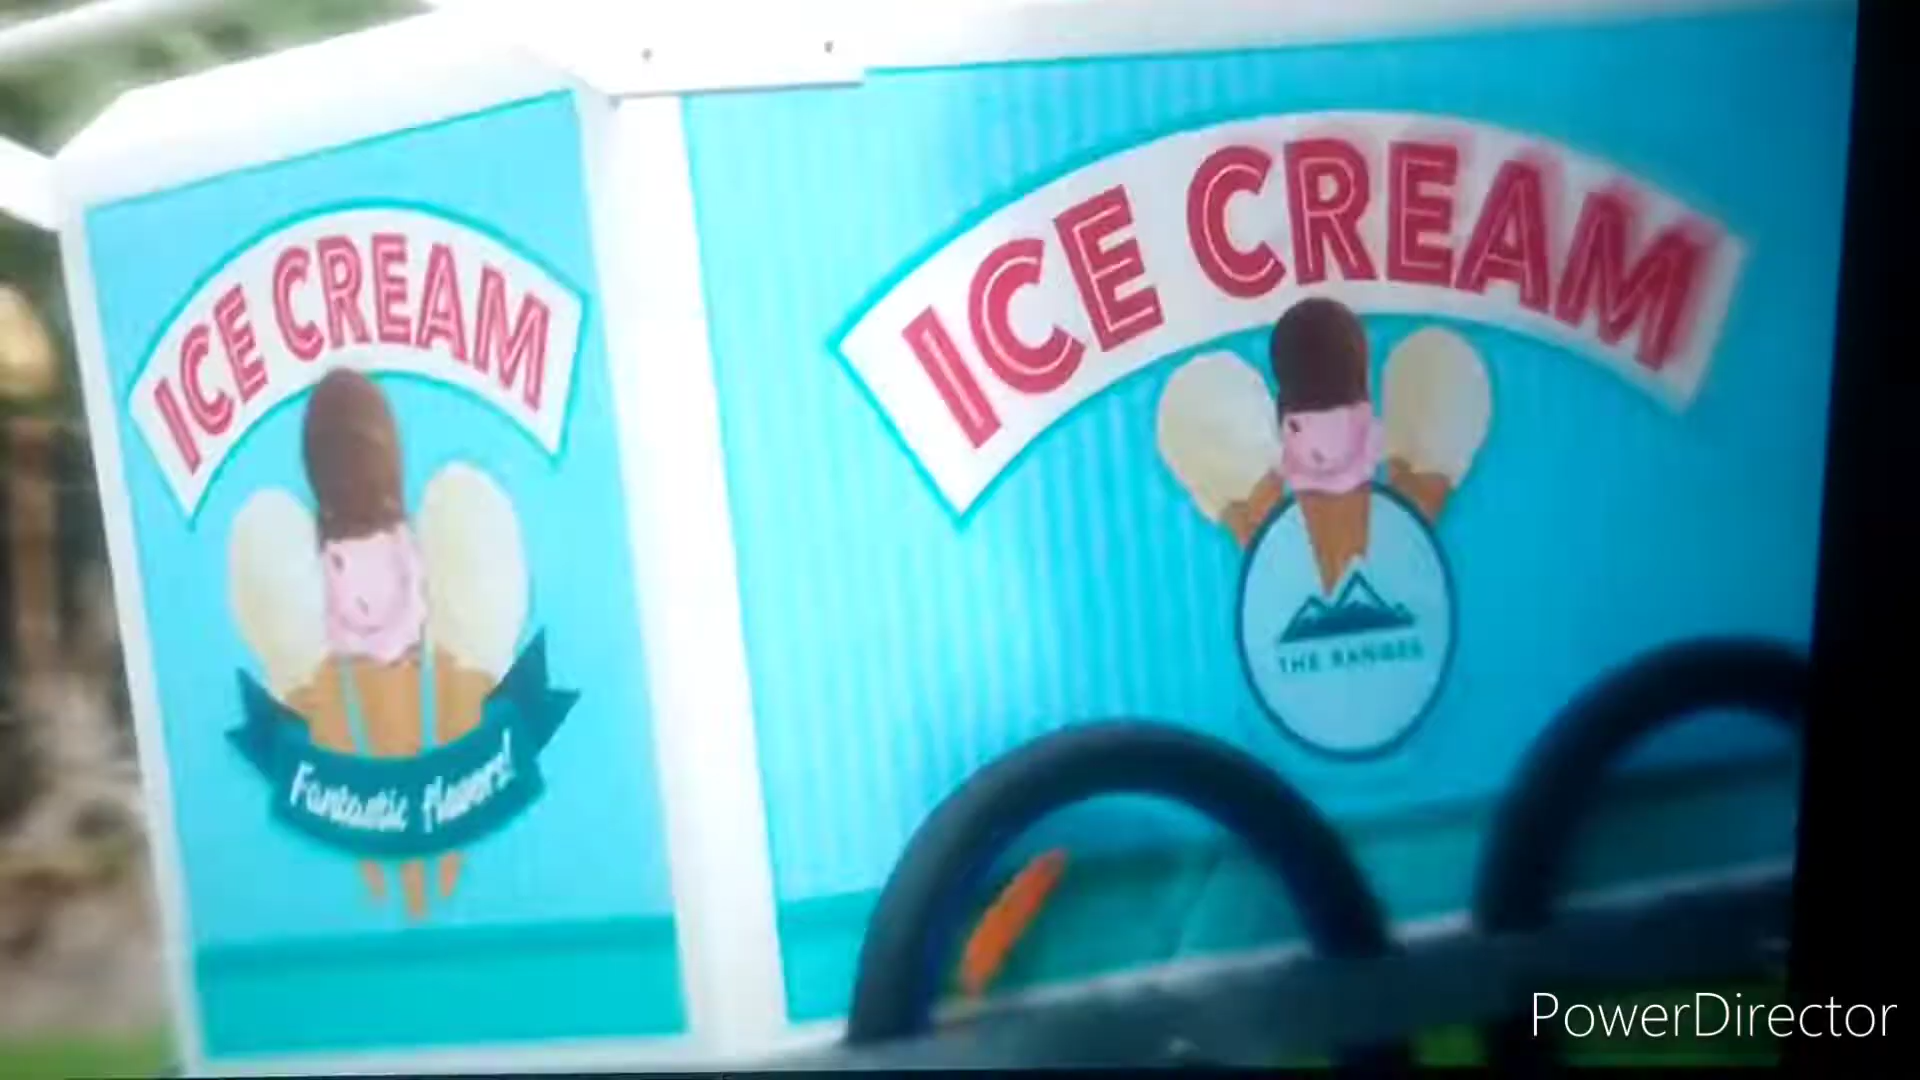 ICE CREAM
Fantastic flavors!
ICE CREAM
THE RANGES
PowerDirector